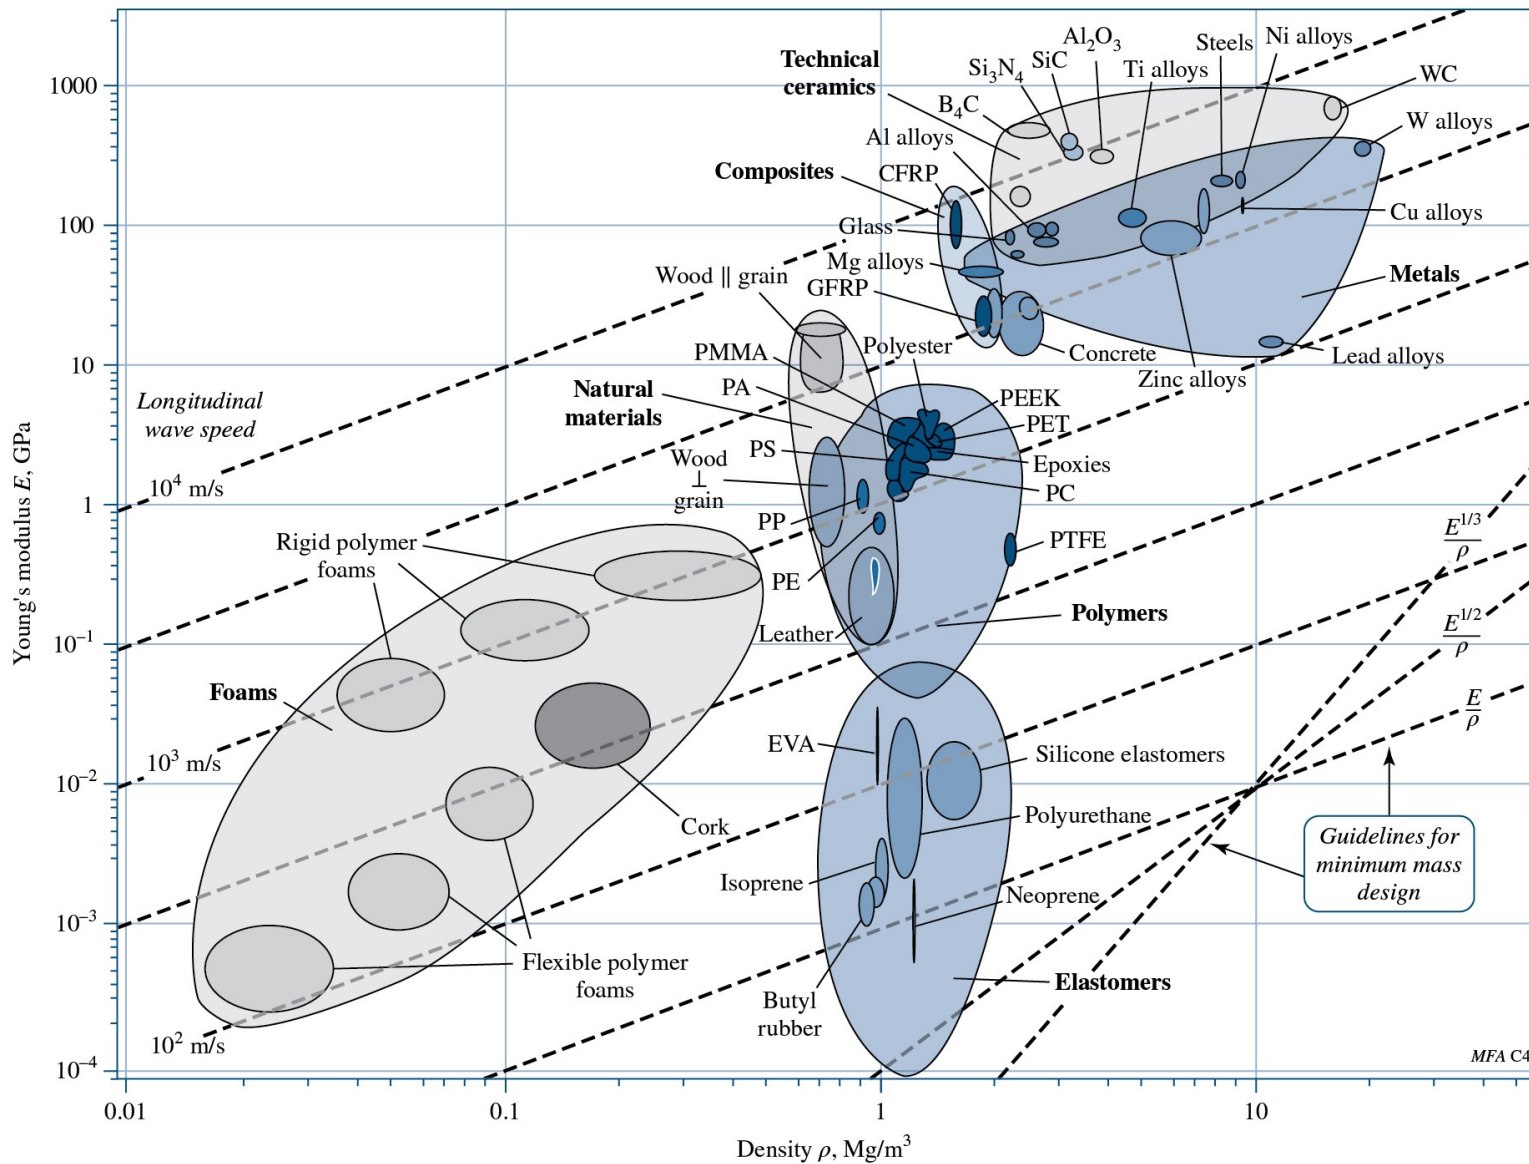 Technical
ceramics
Al₂O₃
Steels
Ni alloys
SiC
Si₃N₄
Ti alloys
WC
B₄C
W alloys
1000
Al alloys
Composites
CFRP
100
Glass
Cu alloys
Mg alloys
Wood || grain
GFRP
Metals
Polyester
PMMA
Concrete
Lead alloys
10
Zinc alloys
Natural
materials
PA
PEEK
Longitudinal
wave speed
PET
PS
Wood
⊥
grain
Epoxies
PC
10⁴ m/s
1
PP
E¹/³
ρ
Rigid polymer
foams
PTFE
PE
Polymers
E¹/²
ρ
Leather
10⁻¹
Young's modulus E, GPa
Foams
E
ρ
EVA
Silicone elastomers
10³ m/s
10⁻²
Cork
Polyurethane
Guidelines for
minimum mass
design
Isoprene
Neoprene
10⁻³
Flexible polymer
foams
Elastomers
Butyl
rubber
10² m/s
MFA C4
10⁻⁴
0.01
0.1
1
10
Density ρ, Mg/m³